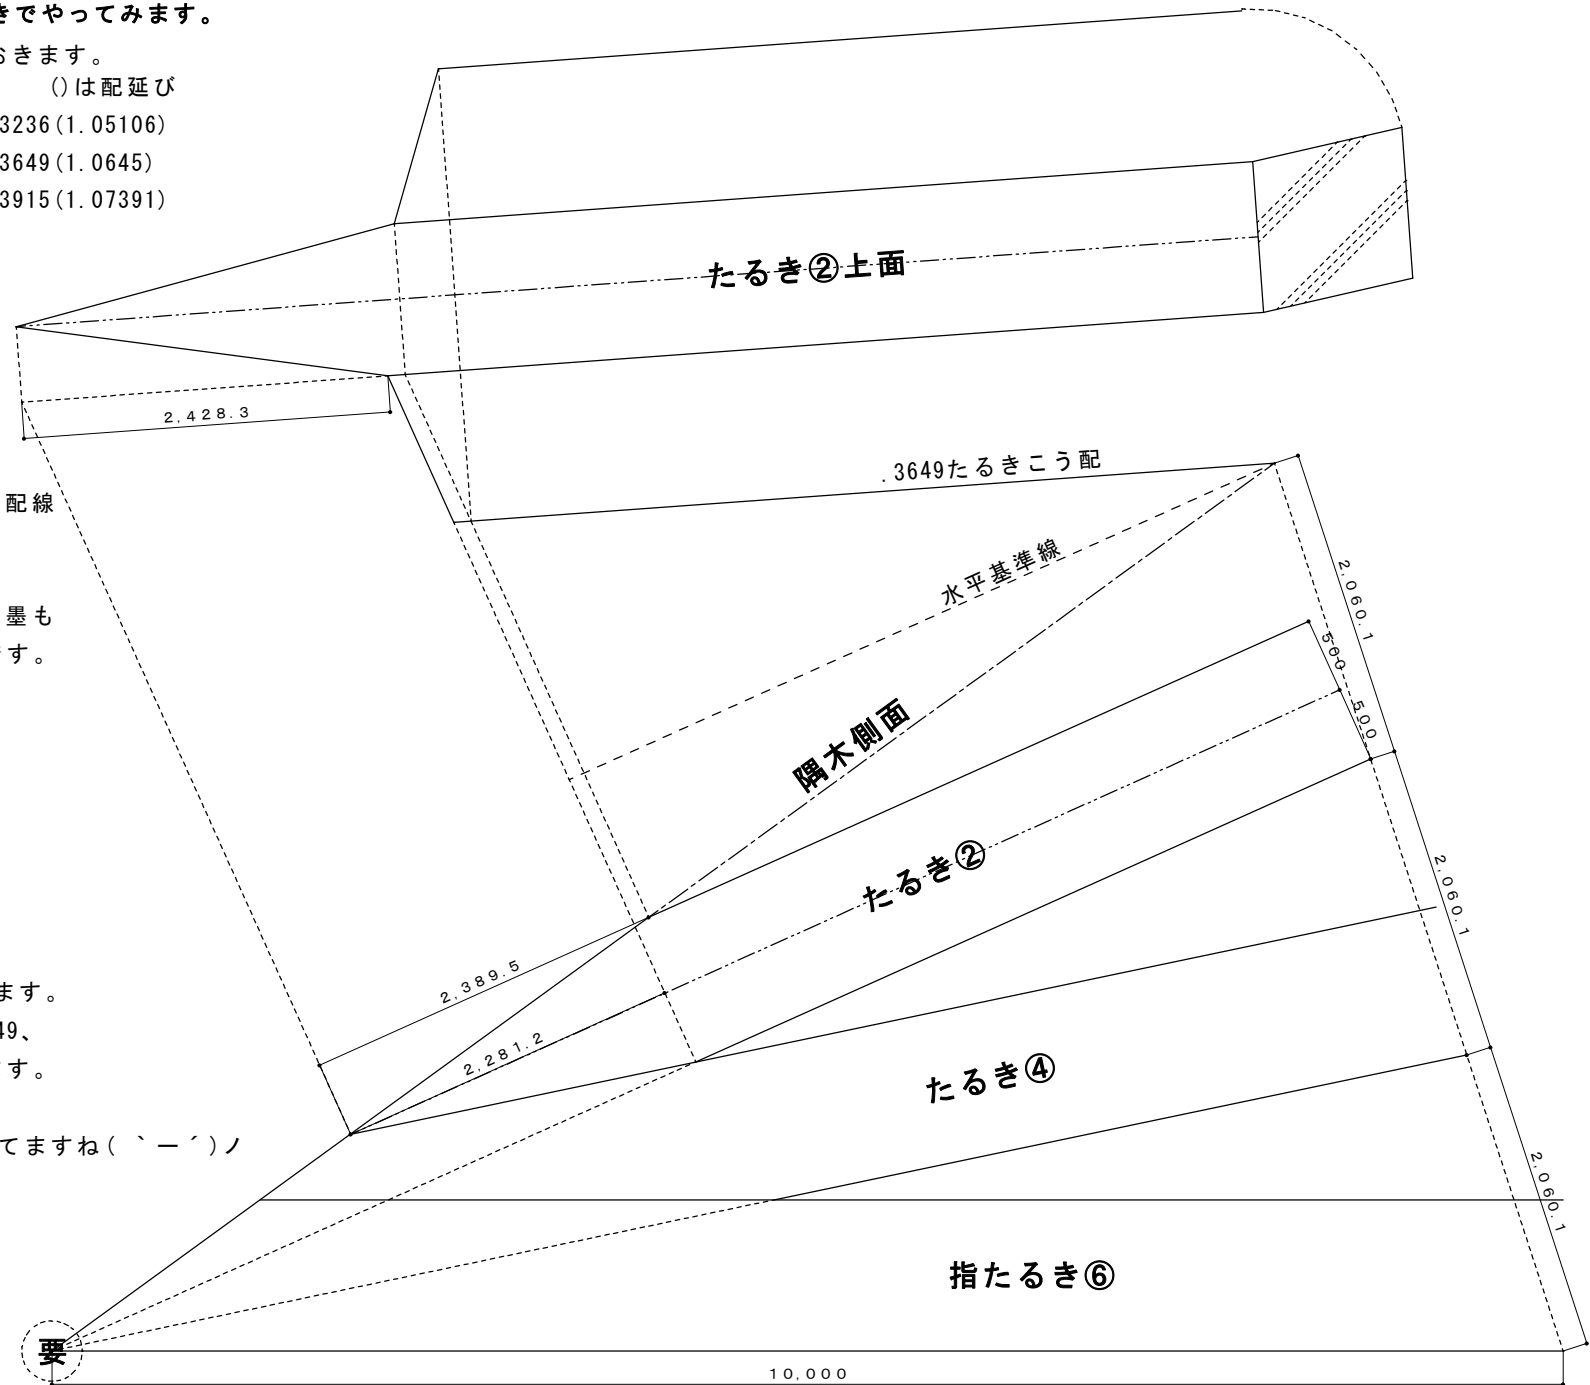 きでやってみます。
おきます。
()は配延び
3236(1.05106)
3649(1.0645)
3915(1.07391)
たるき②上面
2,428.3
.3649たるきこう配
配線
水平基準線
2,060.1
墨も
す。
500
500
隅木側面
たるき②
2,060.1
2,389.5
ます。
49、
2,281.2
す。
たるき④
てますね( `ー´)ノ
2,060.1
指たるき⑥
要
10,000